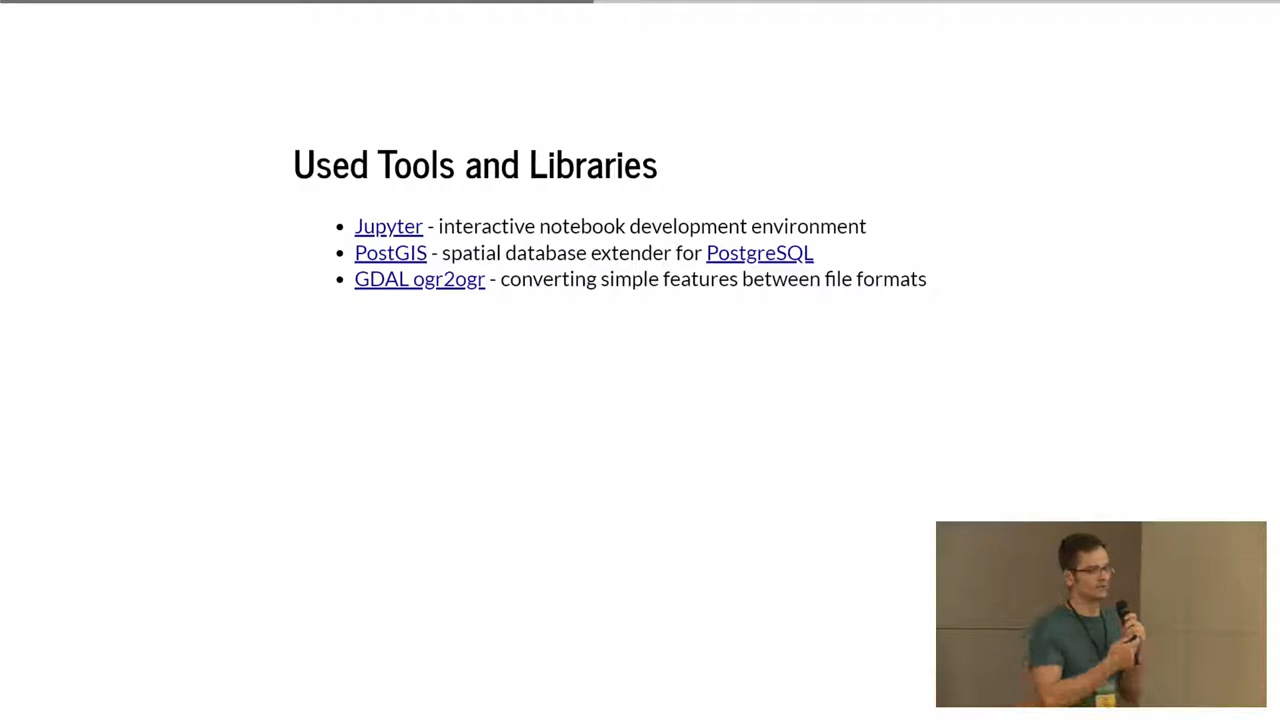 Used Tools and Libraries
• Jupyter - interactive notebook development environment
• PostGIS - spatial database extender for PostgreSQL
• GDAL ogr2ogr - converting simple features between file formats